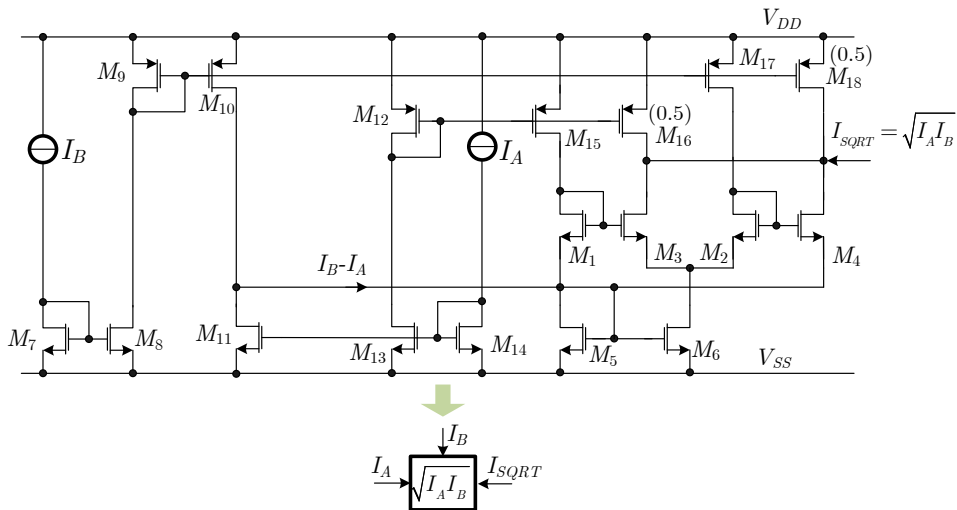 V_DD
M_9
M_10
M_12
M_15
(0.5)
M_16
M_17
(0.5)
M_18
I_B
I_A
I_SQRT = √(I_A I_B)
M_1
M_3
M_2
M_4
I_B-I_A
M_7
M_8
M_11
M_13
M_14
M_5
M_6
V_SS
I_B
I_A
√(I_A I_B)
I_SQRT